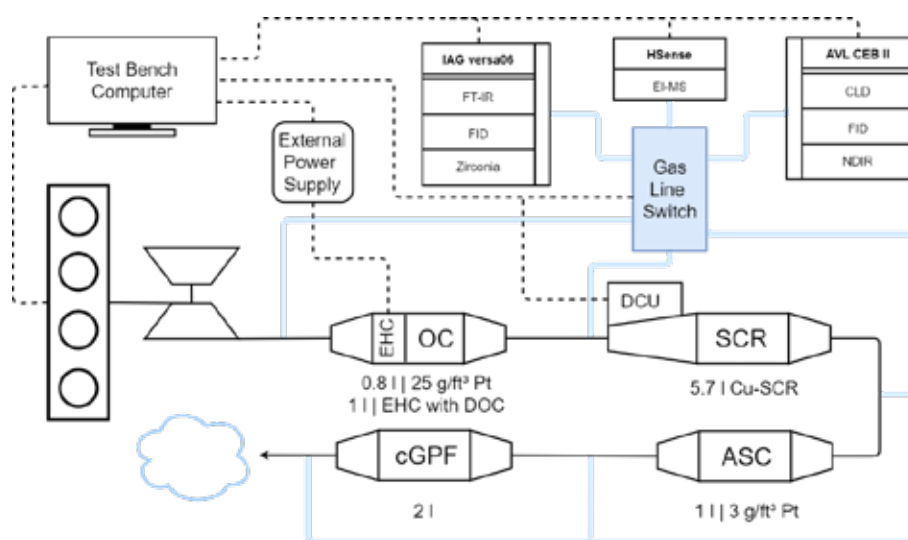 Test Bench
Computer
IAG versa06
FT-IR
FID
Zirconia
HSense
EI-MS
AVL CEB II
CLD
FID
NDIR
External
Power
Supply
Gas
Line
Switch
DCU
EHC
OC
SCR
0.8 l | 25 g/ft³ Pt
1 l | EHC with DOC
5.7 l Cu-SCR
cGPF
ASC
2 l
1 l | 3 g/ft³ Pt